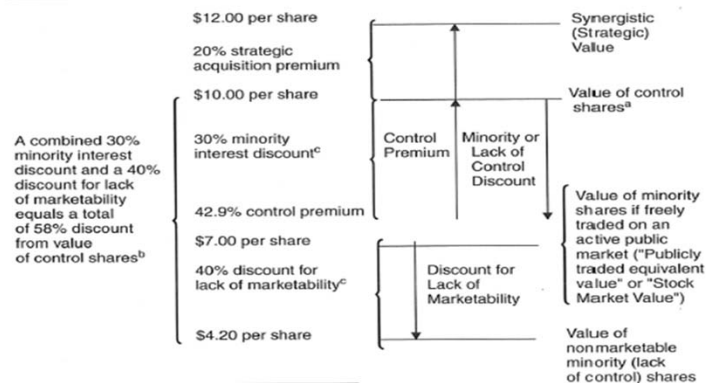 $12.00 per share
20% strategic
acquisition premium
$10.00 per share
30% minority
interest discountᶜ
42.9% control premium
$7.00 per share
40% discount for
lack of marketabilityᶜ
$4.20 per share
A combined 30%
minority interest
discount and a 40%
discount for lack
of marketability
equals a total
of 58% discount
from value
of control sharesᵇ
Control
Premium
Minority or
Lack of
Control
Discount
Discount for
Lack of
Marketability
Synergistic
(Strategic)
Value
Value of control
sharesᵃ
Value of minority
shares if freely
traded on an
active public
market ("Publicly
traded equivalent
value" or "Stock
Market Value")
Value of
nonmarketable
minority (lack
of control) shares